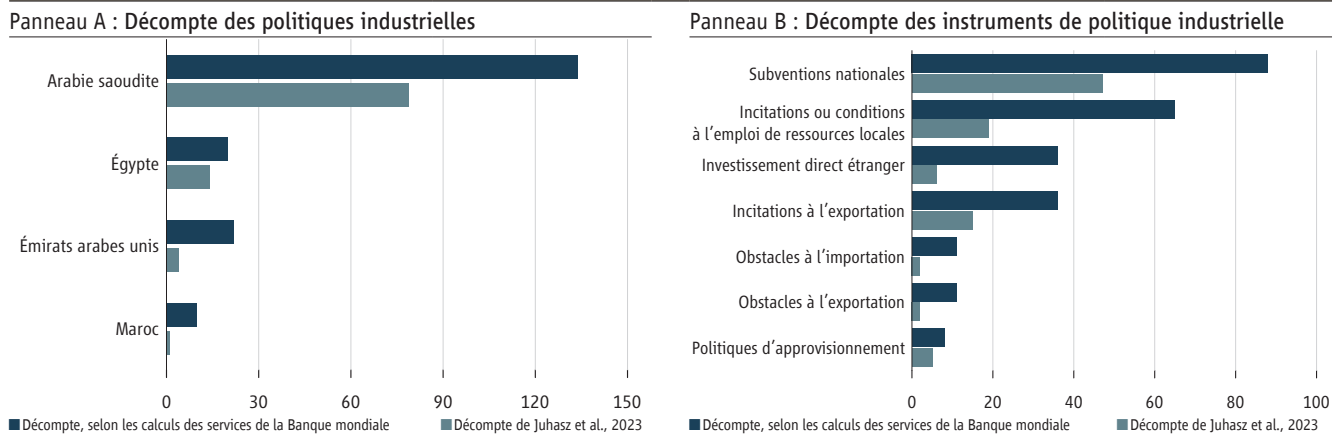 Panneau A : Décompte des politiques industrielles
Arabie saoudite
Égypte
Émirats arabes unis
Maroc
0 30 60 90 120 150
Décompte, selon les calculs des services de la Banque mondiale
Décompte de Juhasz et al., 2023
Panneau B : Décompte des instruments de politique industrielle
Subventions nationales
Incitations ou conditions
à l'emploi de ressources locales
Investissement direct étranger
Incitations à l'exportation
Obstacles à l'importation
Obstacles à l'exportation
Politiques d'approvisionnement
0 20 40 60 80 100
Décompte, selon les calculs des services de la Banque mondiale
Décompte de Juhasz et al., 2023